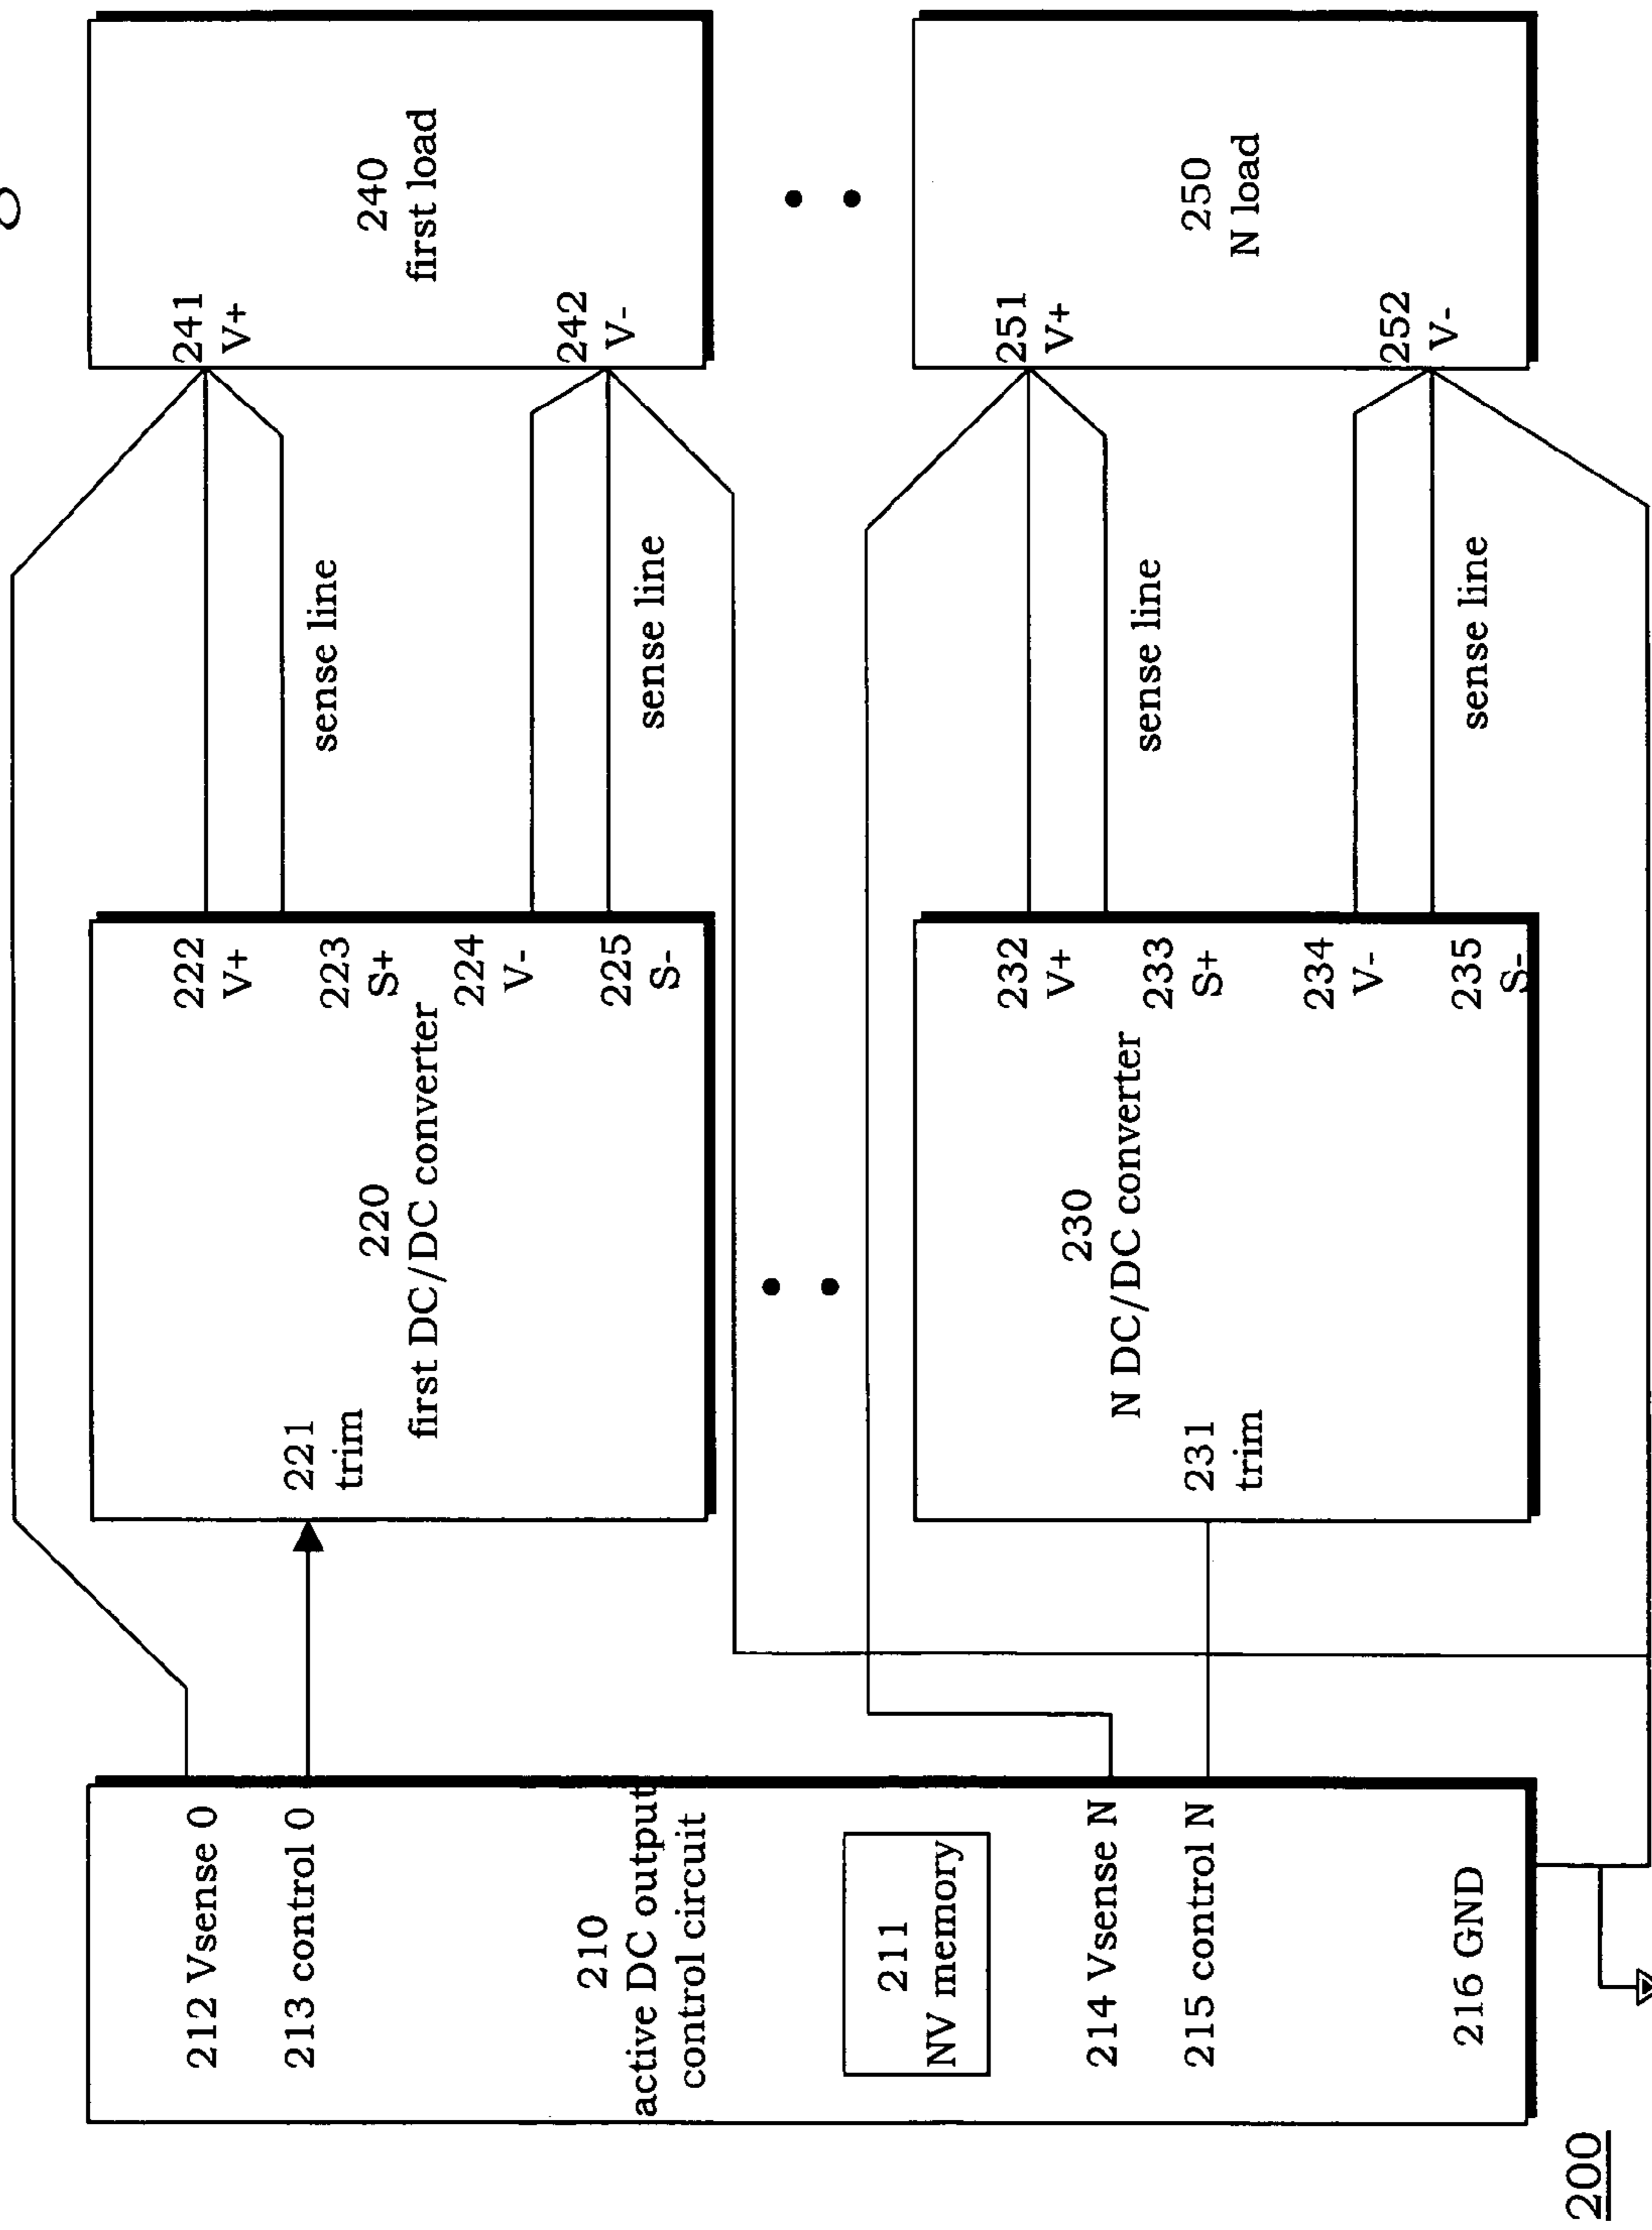 212 Vsense 0
213 control 0
210
active DC output
control circuit
211
NV memory
214 Vsense N
215 control N
216 GND
221
trim
220
first DC/DC converter
222
V+
223
S+
224
V-
225
S-
sense line
sense line
241
V+
240
first load
242
V-
231
trim
230
N DC/DC converter
232
V+
233
S+
234
V-
235
S-
sense line
sense line
251
V+
250
N load
252
V-
200